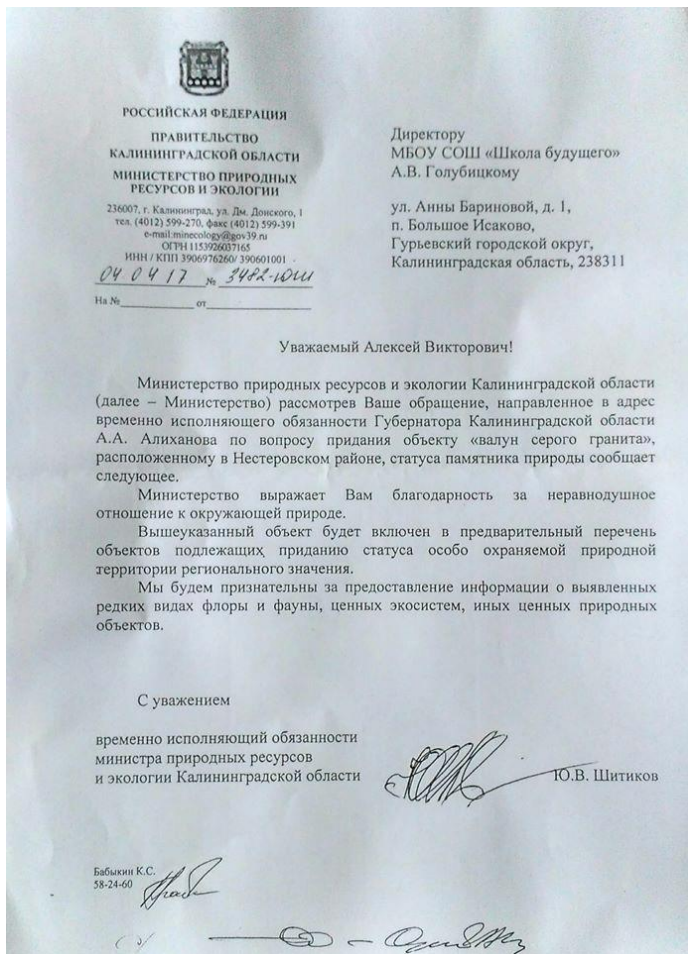 РОССИЙСКАЯ ФЕДЕРАЦИЯ
ПРАВИТЕЛЬСТВО
КАЛИНИНГРАДСКОЙ ОБЛАСТИ
МИНИСТЕРСТВО ПРИРОДНЫХ
РЕСУРСОВ И ЭКОЛОГИИ
236007, г. Калининград, ул. Дм. Донского, 1
тел. (4012) 599-270, факс (4012) 599-391
e-mail:minecology@gov39.ru
ОГРН 1153926037165
ИНН / КПП 3906976260/ 390601001
04 04 17 № 3482-ЮШ
На №____________ от____________
Директору
МБОУ СОШ «Школа будущего»
А.В. Голубицкому
ул. Анны Бариновой, д. 1,
п. Большое Исаково,
Гурьевский городской округ,
Калининградская область, 238311
Уважаемый Алексей Викторович!
Министерство природных ресурсов и экологии Калининградской области
(далее – Министерство) рассмотрев Ваше обращение, направленное в адрес
временно исполняющего обязанности Губернатора Калининградской области
А.А. Алиханова по вопросу придания объекту «валун серого гранита»,
расположенному в Нестеровском районе, статуса памятника природы сообщает
следующее.
Министерство выражает Вам благодарность за неравнодушное
отношение к окружающей природе.
Вышеуказанный объект будет включен в предварительный перечень
объектов подлежащих приданию статуса особо охраняемой природной
территории регионального значения.
Мы будем признательны за предоставление информации о выявленных
редких видах флоры и фауны, ценных экосистем, иных ценных природных
объектов.
С уважением
временно исполняющий обязанности
министра природных ресурсов
и экологии Калининградской области
Ю.В. Шитиков
Бабыкин К.С.
58-24-60